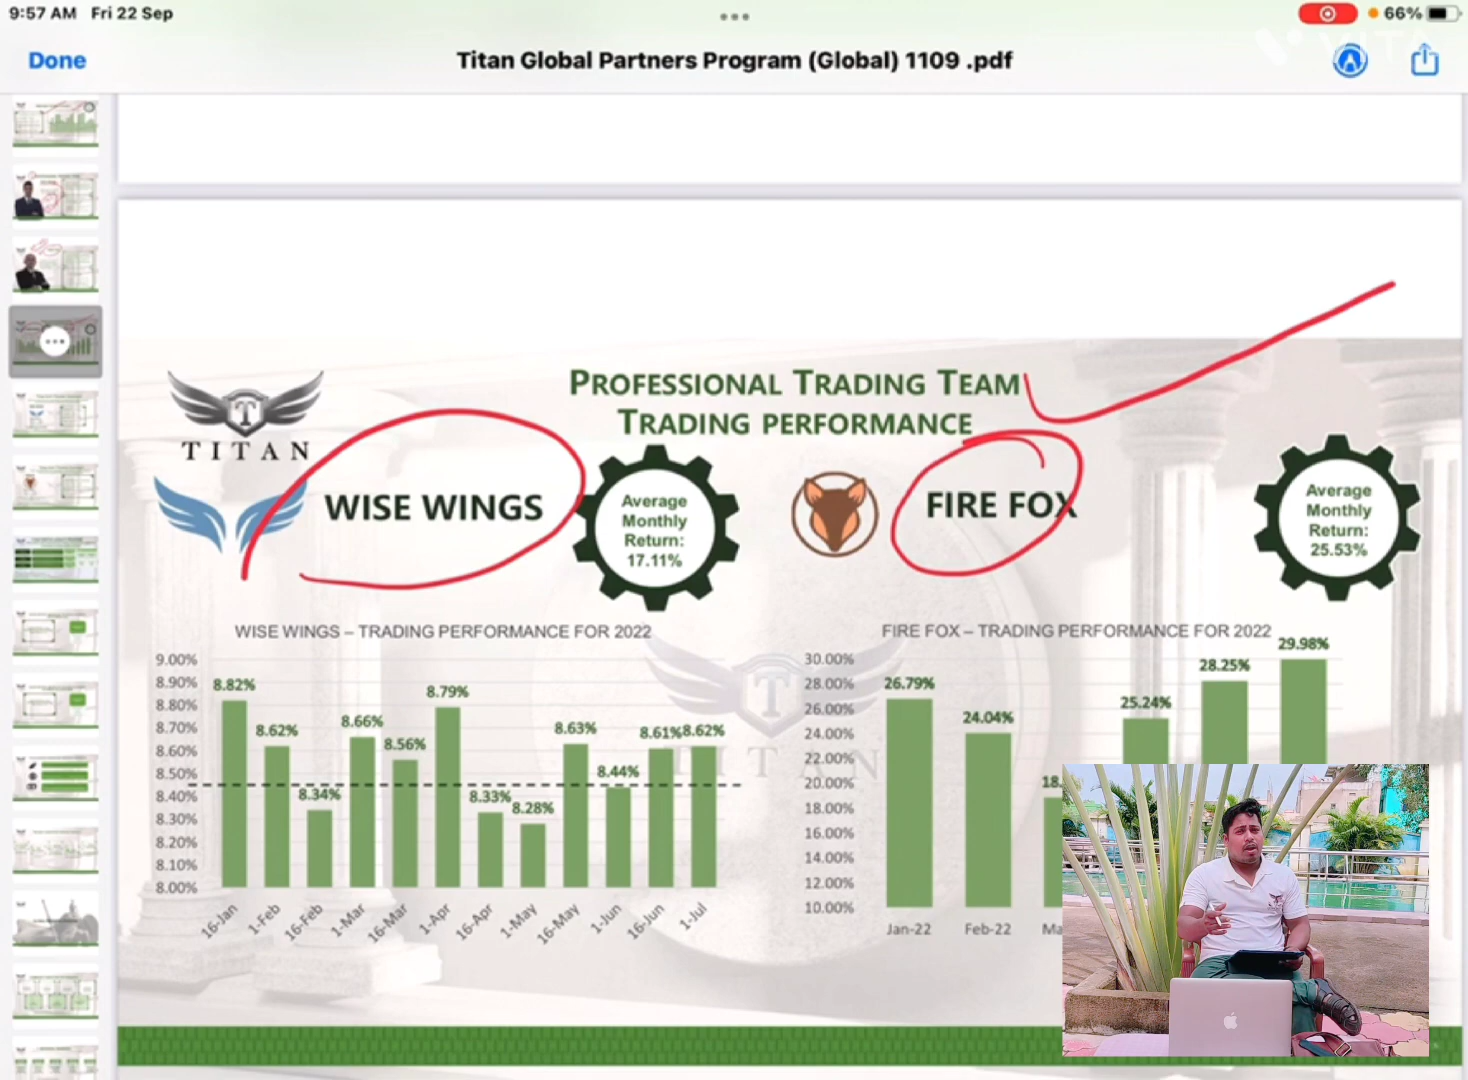 9:57 AM Fri 22 Sep
66%
Done
Titan Global Partners Program (Global) 1109 .pdf
PROFESSIONAL TRADING TEAM
TRADING PERFORMANCE
T
TITAN
WISE WINGS
Average
Monthly
Return:
17.11%
FIRE FOX
Average
Monthly
Return:
25.53%
WISE WINGS – TRADING PERFORMANCE FOR 2022
9.00%
8.90%
8.80%
8.70%
8.60%
8.50%
8.40%
8.30%
8.20%
8.10%
8.00%
8.82%
8.62%
8.34%
8.66%
8.56%
8.79%
8.33%
8.28%
8.63%
8.44%
8.61%
8.62%
16-Jan
1-Feb
16-Feb
1-Mar
16-Mar
1-Apr
16-Apr
1-May
16-May
1-Jun
16-Jun
1-Jul
FIRE FOX – TRADING PERFORMANCE FOR 2022
30.00%
28.00%
26.00%
24.00%
22.00%
20.00%
18.00%
16.00%
14.00%
12.00%
10.00%
26.79%
24.04%
18.
25.24%
28.25%
29.98%
Jan-22
Feb-22
Ma
T
TITAN